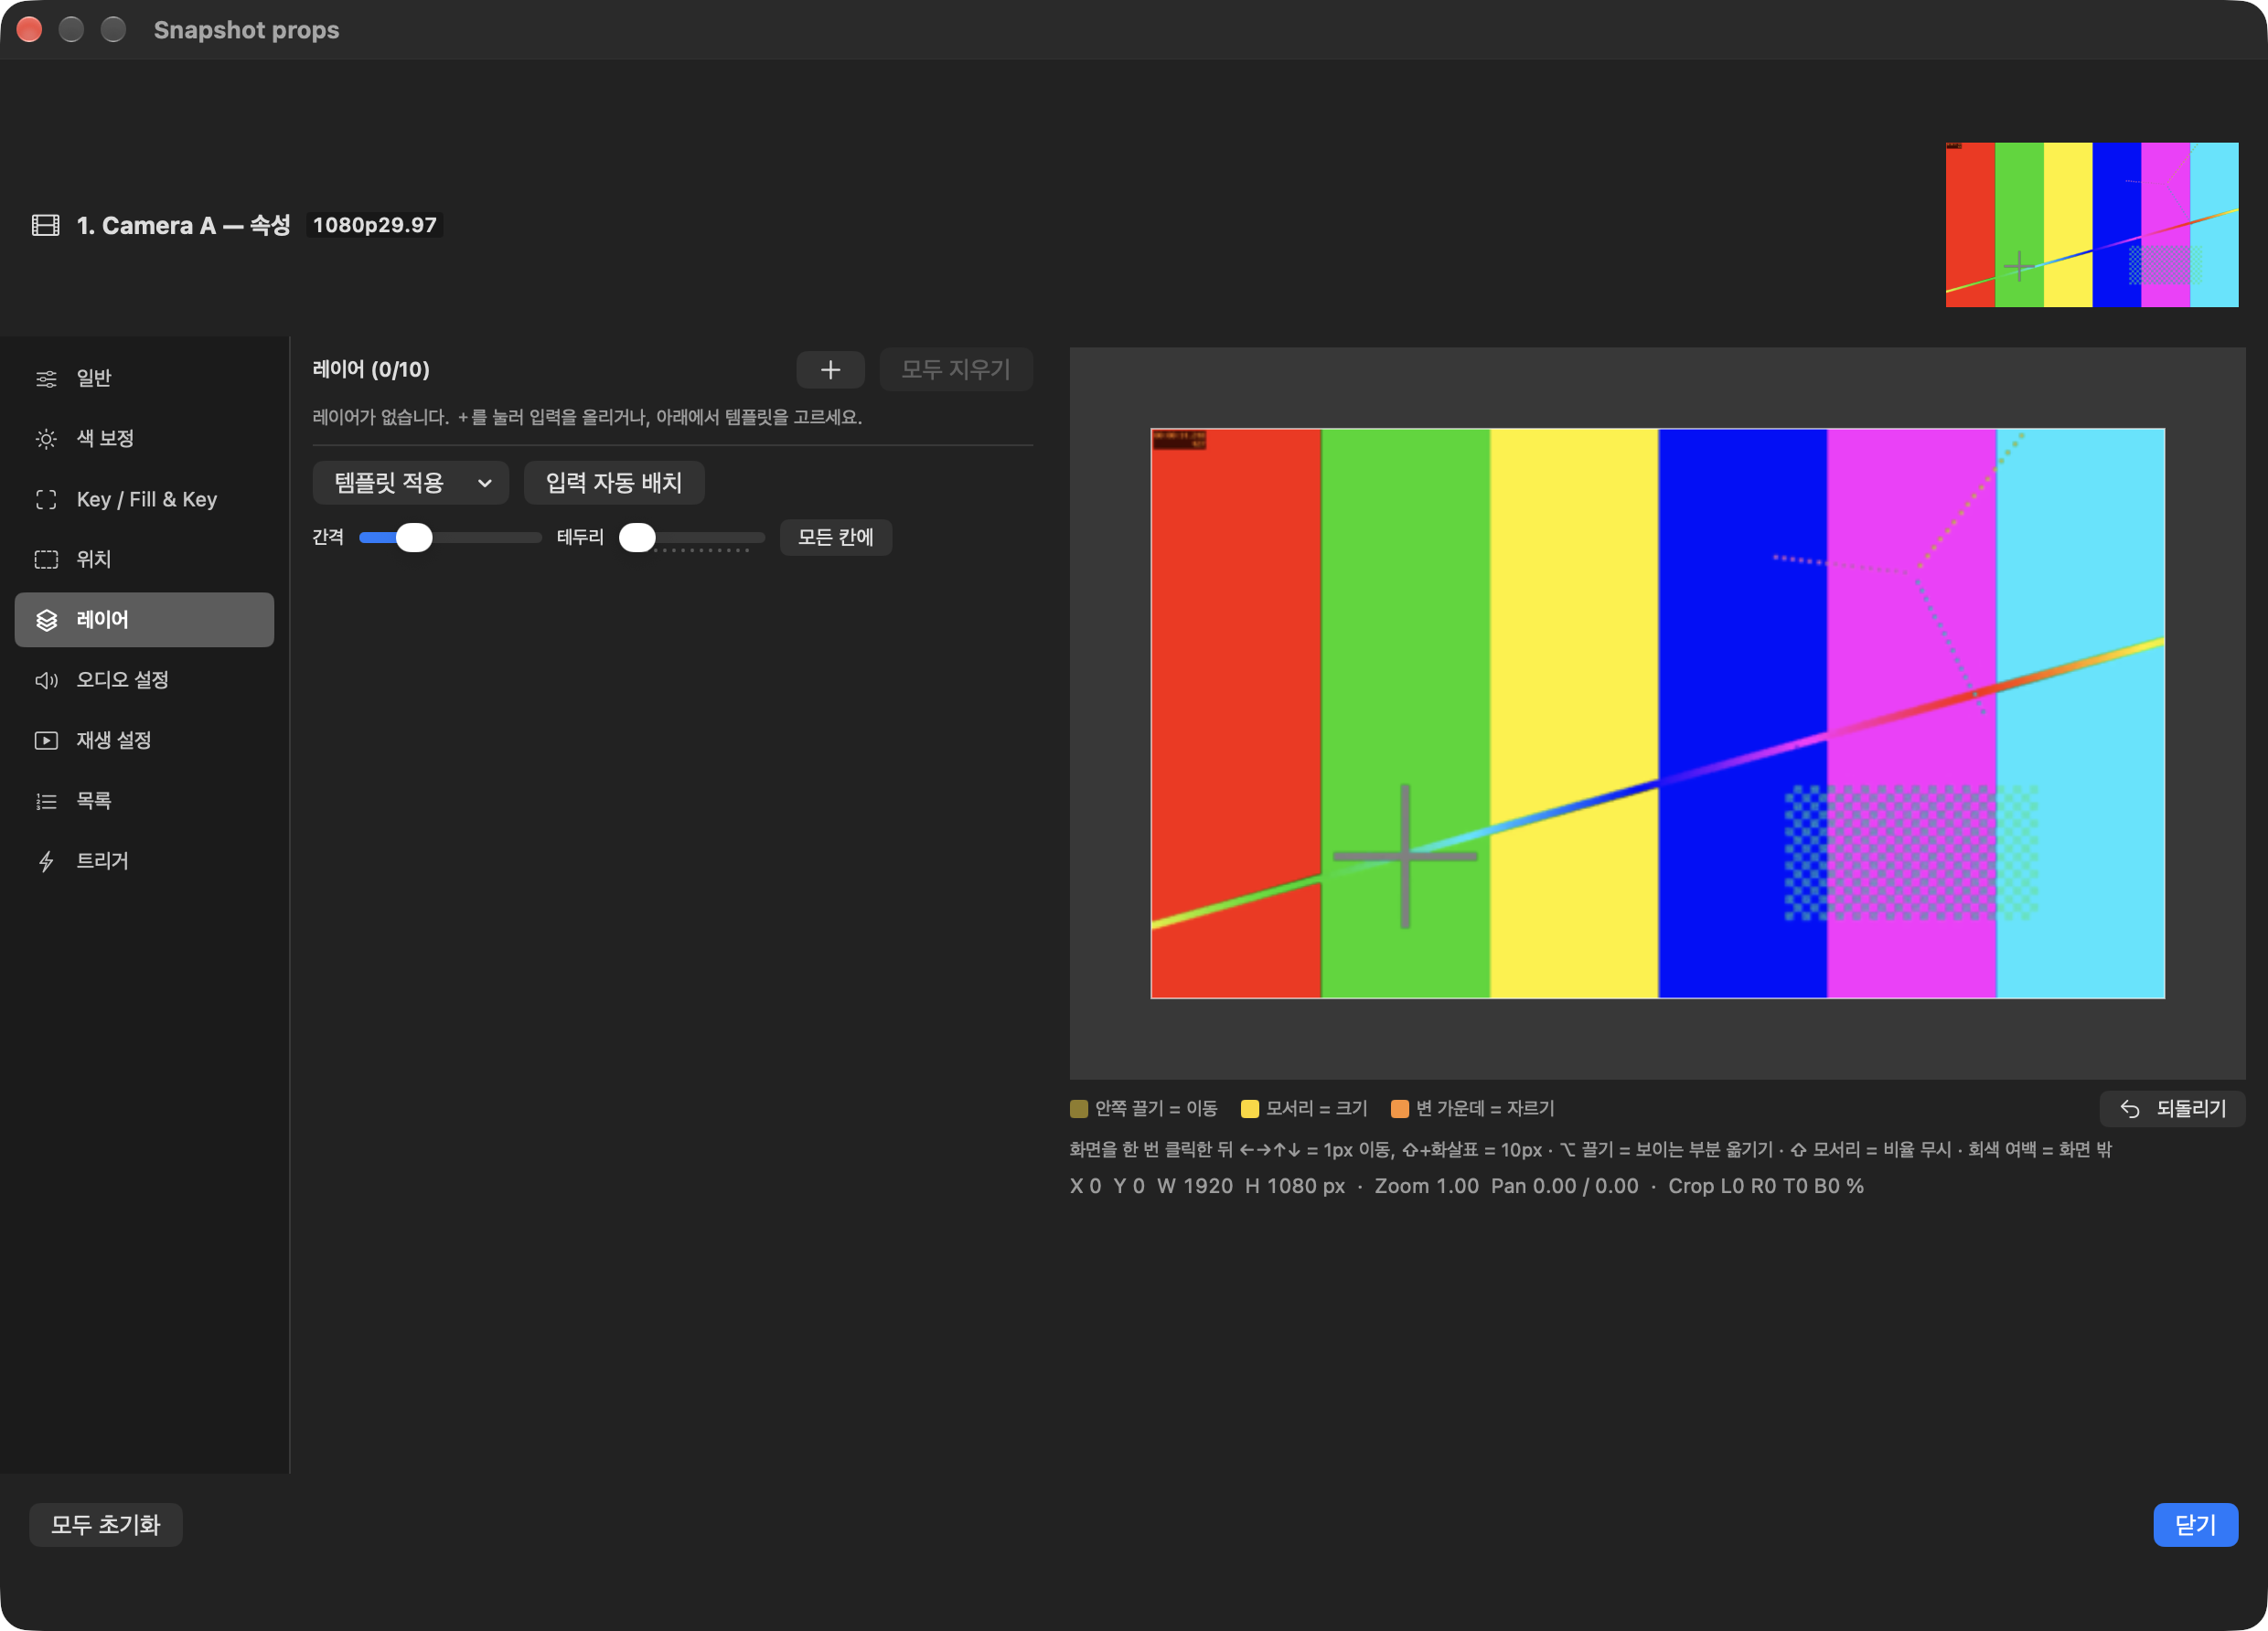 Snapshot props
1. Camera A — 속성 1080p29.97
일반
색 보정
Key / Fill & Key
위치
레이어
오디오 설정
재생 설정
목록
트리거
레이어 (0/10)
모두 지우기
레이어가 없습니다. +를 눌러 입력을 올리거나, 아래에서 템플릿을 고르세요.
템플릿 적용
입력 자동 배치
간격 테두리 모든 칸에
안쪽 끌기 = 이동 모서리 = 크기 변 가운데 = 자르기
되돌리기
화면을 한 번 클릭한 뒤 ←→↑↓ = 1px 이동, ⇧+화살표 = 10px · ⌥ 끌기 = 보이는 부분 옮기기 · ⇧ 모서리 = 비율 무시 · 회색 여백 = 화면 밖
X 0 Y 0 W 1920 H 1080 px · Zoom 1.00 Pan 0.00 / 0.00 · Crop L0 R0 T0 B0 %
모두 초기화
닫기